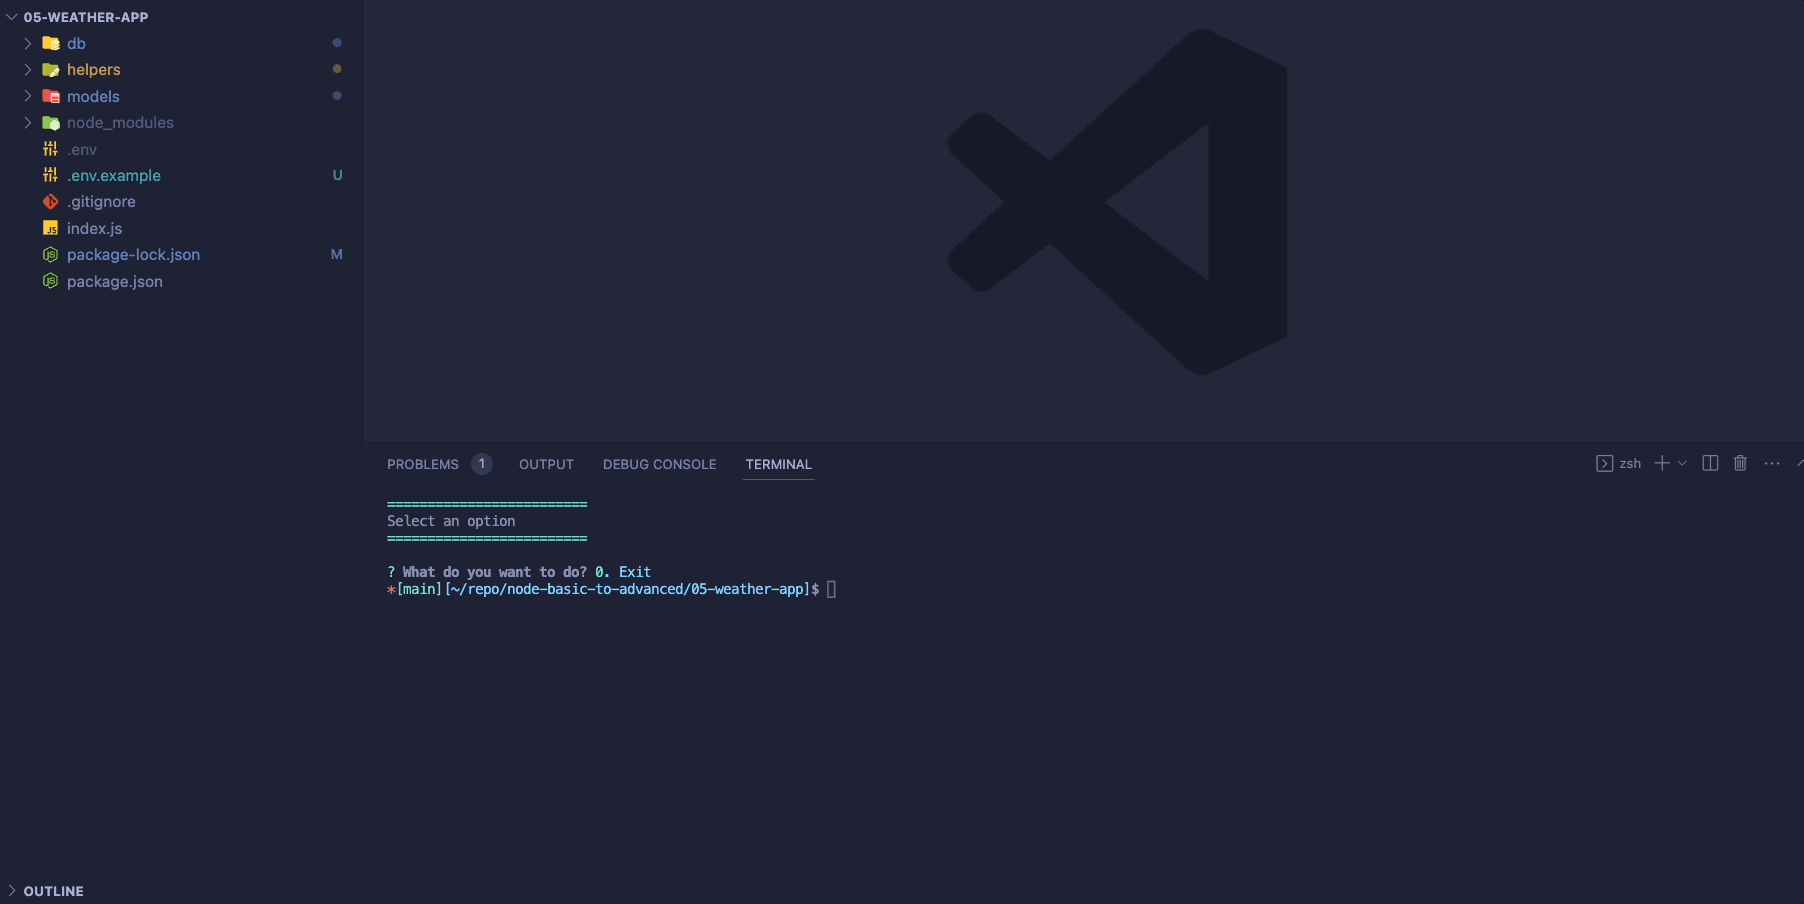 05-WEATHER-APP
db
helpers
models
node_modules
.env
.env.example U
.gitignore
index.js
package-lock.json M
package.json
PROBLEMS 1 OUTPUT DEBUG CONSOLE TERMINAL zsh
=========================
Select an option
=========================
? What do you want to do? 0. Exit
*[main][~/repo/node-basic-to-advanced/05-weather-app]$
OUTLINE